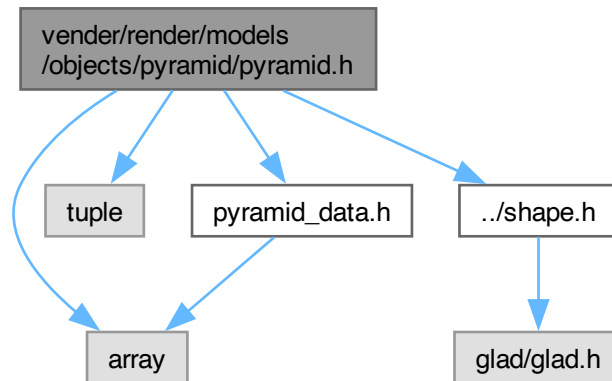 vender/render/models
/objects/pyramid/pyramid.h
tuple
pyramid_data.h
../shape.h
array
glad/glad.h